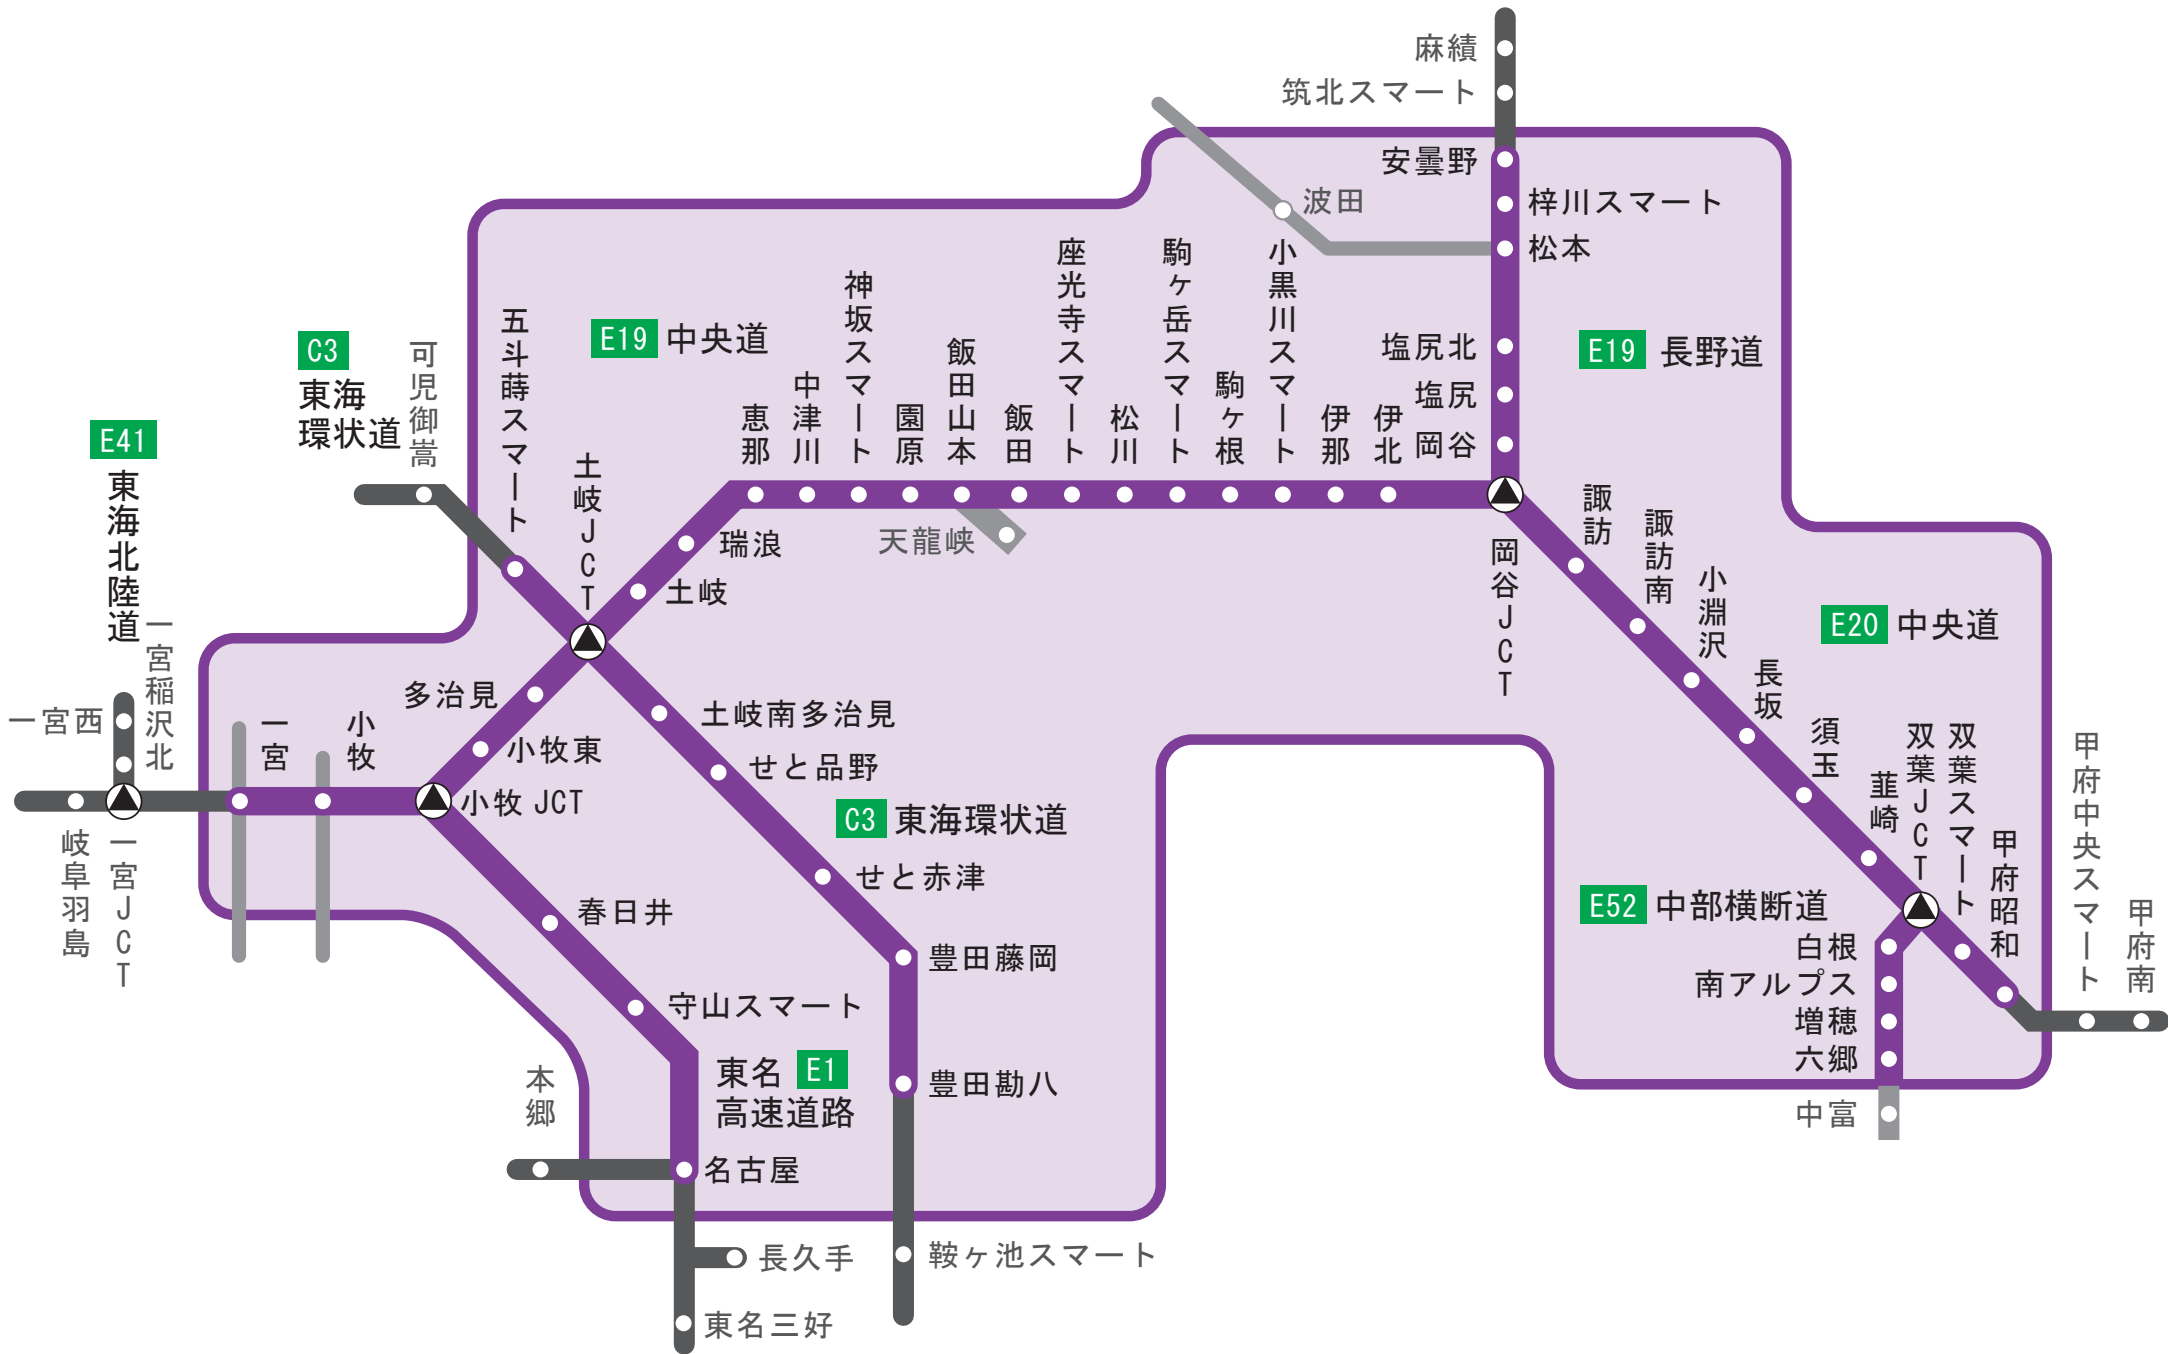 麻績
筑北スマート
安曇野
梓川スマート
波田
松本
塩尻北
塩尻
岡谷
E19 長野道
E19 中央道
C3
東海
環状道
可児御嵩
五斗蒔スマート
土岐JCT
恵那
中津川
神坂スマート
園原
飯田山本
飯田
座光寺スマート
松川
駒ヶ岳スマート
駒ヶ根
小黒川スマート
伊那
伊北
天龍峡
瑞浪
土岐
岡谷JCT
諏訪
諏訪南
小淵沢
長坂
須玉
韮崎
双葉JCT
双葉スマート
甲府昭和
甲府中央スマート
甲府南
E20 中央道
E52 中部横断道
白根
南アルプス
増穂
六郷
中富
E41
東海北陸道
一宮稲沢北
一宮西
岐阜羽島
一宮JCT
一宮
小牧
小牧 JCT
小牧東
多治見
土岐南多治見
せと品野
C3 東海環状道
せと赤津
豊田藤岡
豊田勘八
鞍ヶ池スマート
春日井
守山スマート
東名 E1
高速道路
本郷
名古屋
長久手
東名三好